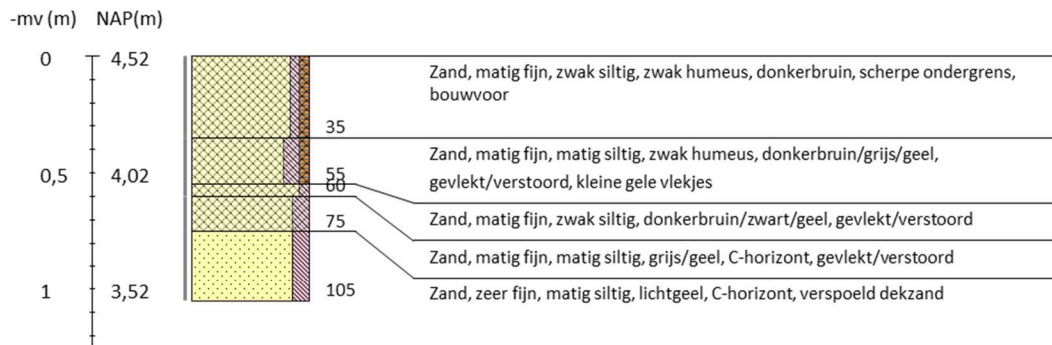 -mv (m) NAP(m)
0 4,52
Zand, matig fijn, zwak siltig, zwak humeus, donkerbruin, scherpe ondergrens,
bouwvoor
35
Zand, matig fijn, matig siltig, zwak humeus, donkerbruin/grijs/geel,
0,5 4,02 55
gevlekt/verstoord, kleine gele vlekjes
60
75
Zand, matig fijn, zwak siltig, donkerbruin/zwart/geel, gevlekt/verstoord
Zand, matig fijn, matig siltig, grijs/geel, C-horizont, gevlekt/verstoord
1 3,52 105
Zand, zeer fijn, matig siltig, lichtgeel, C-horizont, verspoeld dekzand